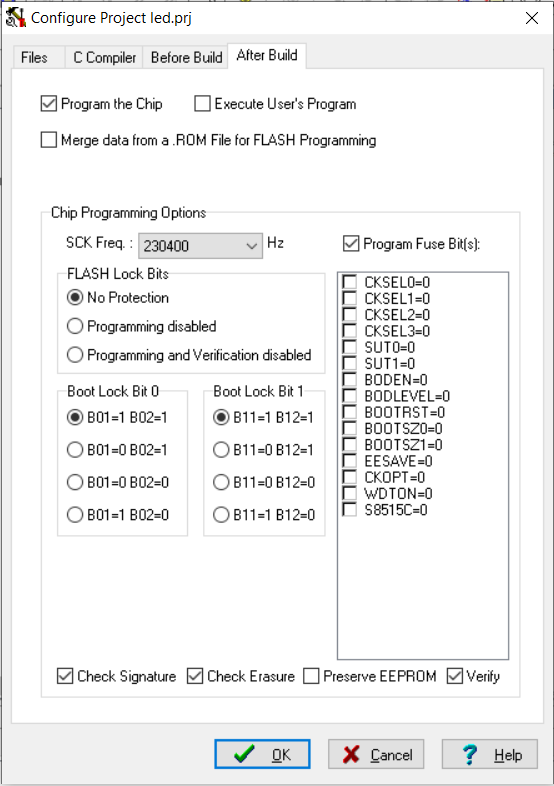 Configure Project led.prj
Files C Compiler Before Build After Build
Program the Chip Execute User's Program
Merge data from a .ROM File for FLASH Programming
Chip Programming Options
SCK Freq. : 230400 Hz
Program Fuse Bit(s):
FLASH Lock Bits
No Protection
Programming disabled
Programming and Verification disabled
Boot Lock Bit 0
B01=1 B02=1
B01=0 B02=1
B01=0 B02=0
B01=1 B02=0
Boot Lock Bit 1
B11=1 B12=1
B11=0 B12=1
B11=0 B12=0
B11=1 B12=0
CKSEL0=0
CKSEL1=0
CKSEL2=0
CKSEL3=0
SUT0=0
SUT1=0
BODEN=0
BODLEVEL=0
BOOTRST=0
BOOTSZ0=0
BOOTSZ1=0
EESAVE=0
CKOPT=0
WDTON=0
S8515C=0
Check Signature Check Erasure Preserve EEPROM Verify
OK Cancel Help